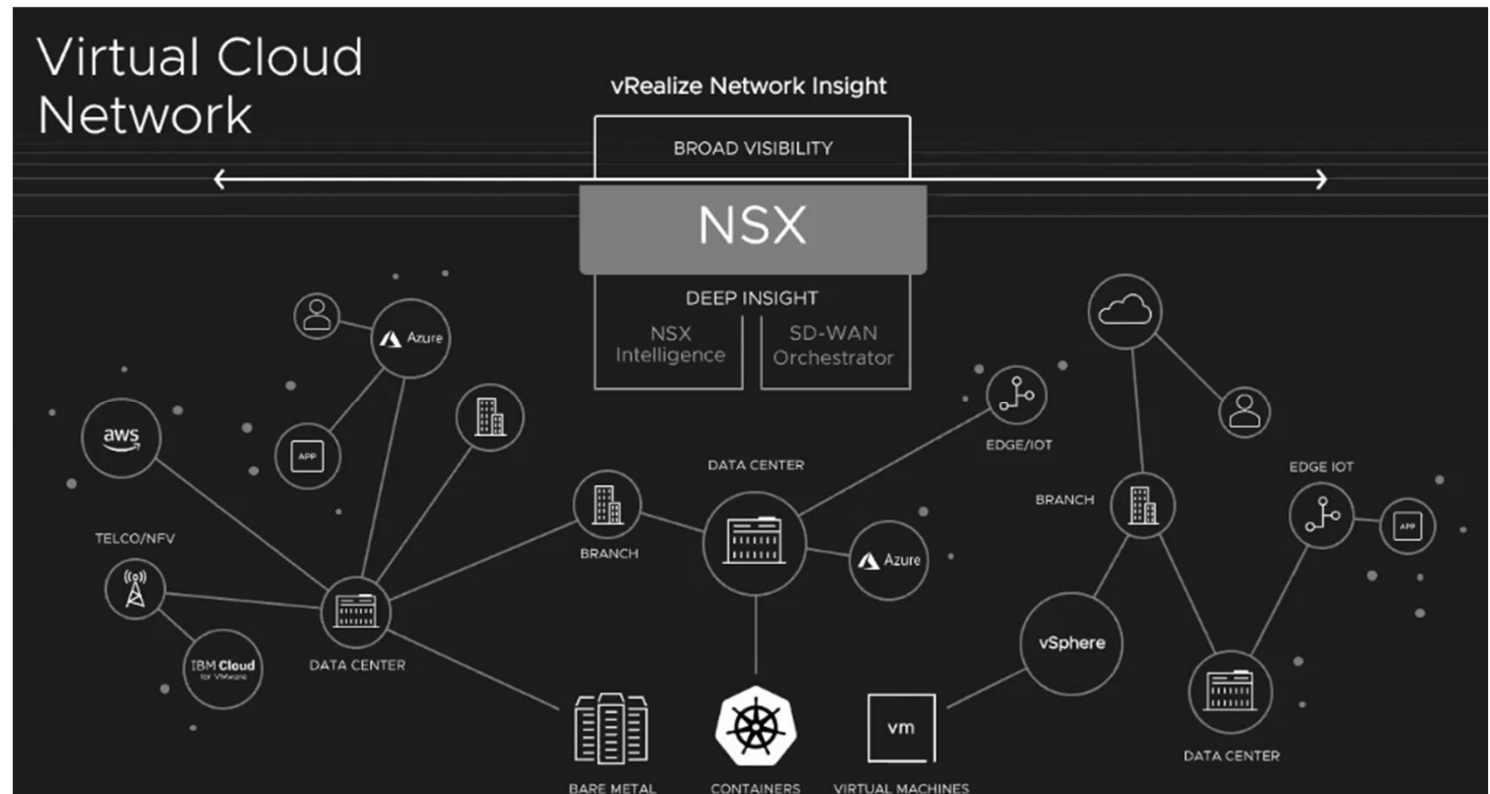 Virtual Cloud
Network
vRealize Network Insight
BROAD VISIBILITY
NSX
DEEP INSIGHT
NSX
Intelligence
SD-WAN
Orchestrator
Azure
aws
APP
EDGE/IOT
DATA CENTER
EDGE IOT
BRANCH
APP
TELCO/NFV
BRANCH
Azure
IBM Cloud
for VMware
DATA CENTER
vSphere
vm
DATA CENTER
BARE METAL
CONTAINERS
VIRTUAL MACHINES